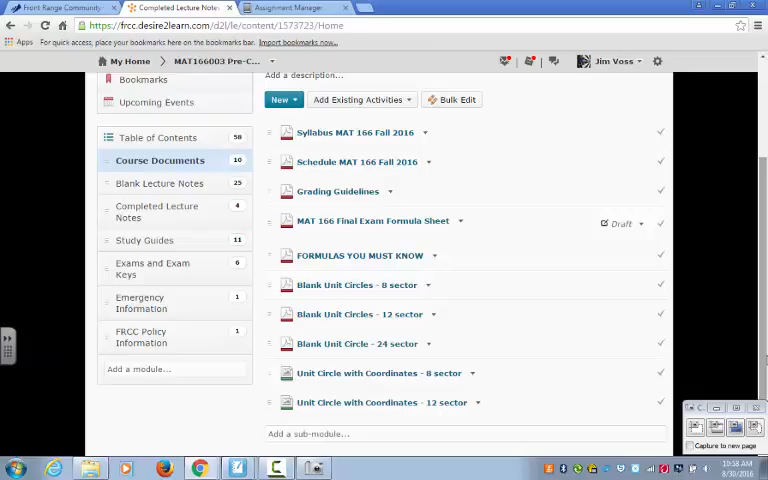 Front Range Community
Completed Lecture Notes
Assignment Manager
https://frcc.desire2learn.com/d2l/le/content/1573723/Home
Apps For quick access, place your bookmarks here on the bookmarks bar. Import bookmarks now...
My Home MAT166003 Pre-C... Jim Voss
Bookmarks
Upcoming Events
Table of Contents 58
Course Documents 10
Blank Lecture Notes 25
Completed Lecture Notes 4
Study Guides 11
Exams and Exam Keys 6
Emergency Information 1
FRCC Policy Information 1
Add a module...
Add a description...
New Add Existing Activities Bulk Edit
Syllabus MAT 166 Fall 2016
Schedule MAT 166 Fall 2016
Grading Guidelines
MAT 166 Final Exam Formula Sheet Draft
FORMULAS YOU MUST KNOW
Blank Unit Circles - 8 sector
Blank Unit Circles - 12 sector
Blank Unit Circle - 24 sector
Unit Circle with Coordinates - 8 sector
Unit Circle with Coordinates - 12 sector
Add a sub-module...
C..
Capture to new page
10:58 AM
8/30/2016